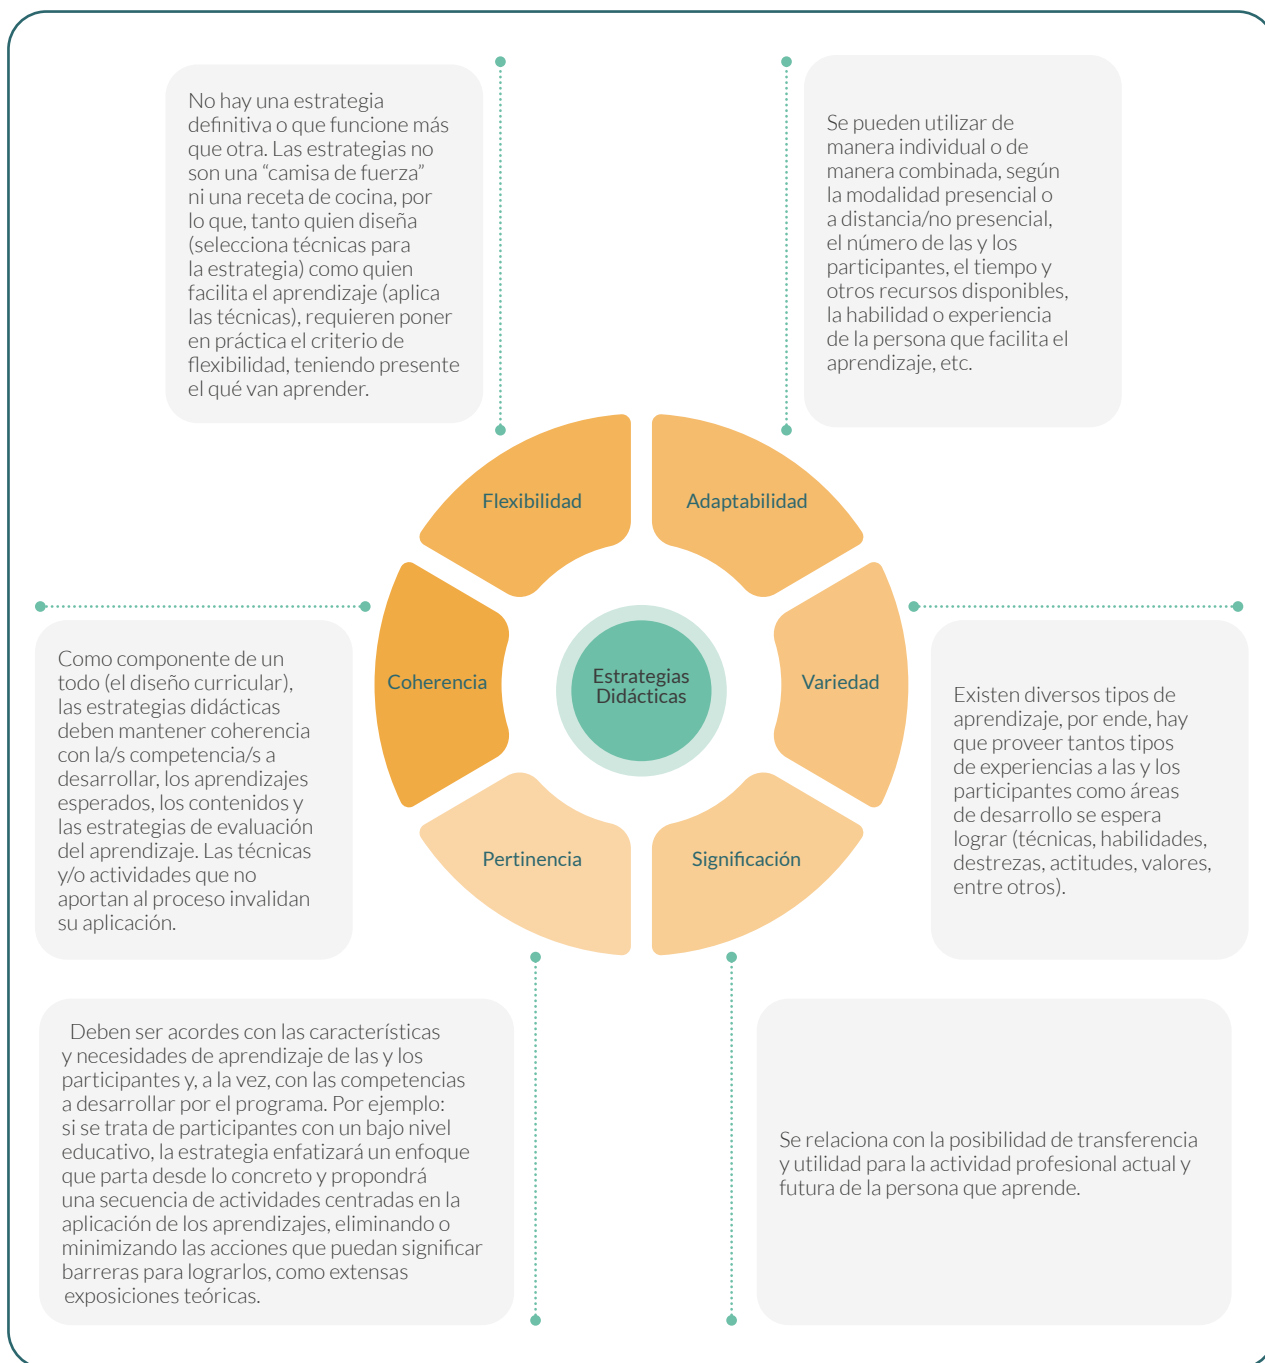 No hay una estrategia
definitiva o que funcione más
que otra. Las estrategias no
son una “camisa de fuerza”
ni una receta de cocina, por
lo que, tanto quien diseña
(selecciona técnicas para
la estrategia) como quien
facilita el aprendizaje (aplica
las técnicas), requieren poner
en práctica el criterio de
flexibilidad, teniendo presente
el qué van aprender.
Se pueden utilizar de
manera individual o de
manera combinada, según
la modalidad presencial o
a distancia/no presencial,
el número de las y los
participantes, el tiempo y
otros recursos disponibles,
la habilidad o experiencia
de la persona que facilita el
aprendizaje, etc.
Flexibilidad
Adaptabilidad
Coherencia
Estrategias
Didácticas
Variedad
Pertinencia
Significación
Como componente de un
todo (el diseño curricular),
las estrategias didácticas
deben mantener coherencia
con la/s competencia/s a
desarrollar, los aprendizajes
esperados, los contenidos y
las estrategias de evaluación
del aprendizaje. Las técnicas
y/o actividades que no
aportan al proceso invalidan
su aplicación.
Existen diversos tipos de
aprendizaje, por ende, hay
que proveer tantos tipos
de experiencias a las y los
participantes como áreas
de desarrollo se espera
lograr (técnicas, habilidades,
destrezas, actitudes, valores,
entre otros).
Deben ser acordes con las características
y necesidades de aprendizaje de las y los
participantes y, a la vez, con las competencias
a desarrollar por el programa. Por ejemplo:
si se trata de participantes con un bajo nivel
educativo, la estrategia enfatizará un enfoque
que parta desde lo concreto y propondrá
una secuencia de actividades centradas en la
aplicación de los aprendizajes, eliminando o
minimizando las acciones que puedan significar
barreras para lograrlos, como extensas
exposiciones teóricas.
Se relaciona con la posibilidad de transferencia
y utilidad para la actividad profesional actual y
futura de la persona que aprende.